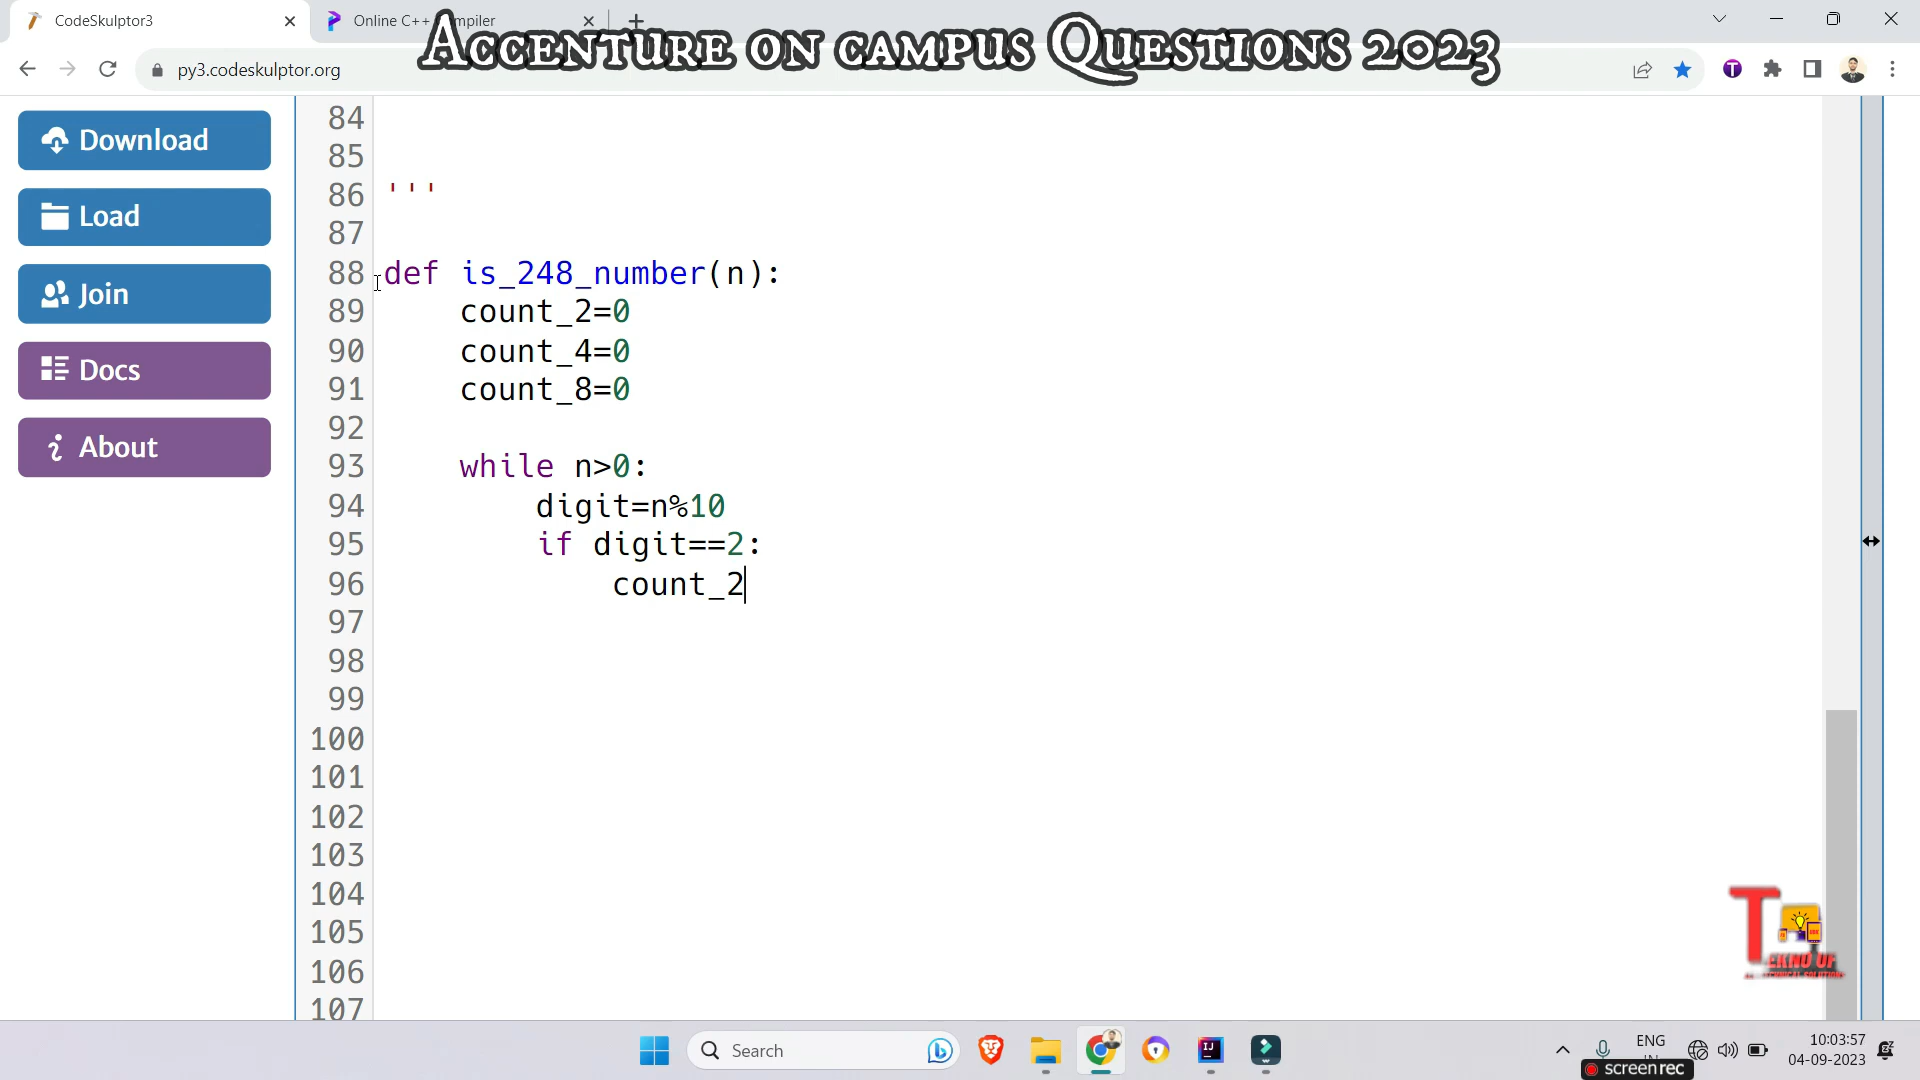 CodeSkulptor3
Online C++ mpiler
Accenture on campus Questions 2023
py3.codeskulptor.org
Download
Load
Join
Docs
About
84
85
86 '''
87
88 def is_248_number(n):
89 count_2=0
90 count_4=0
91 count_8=0
92
93 while n>0:
94 digit=n%10
95 if digit==2:
96 count_2
97
98
99
100
101
102
103
104
105
106
107
Search
ENG
10:03:57
04-09-2023
screenrec